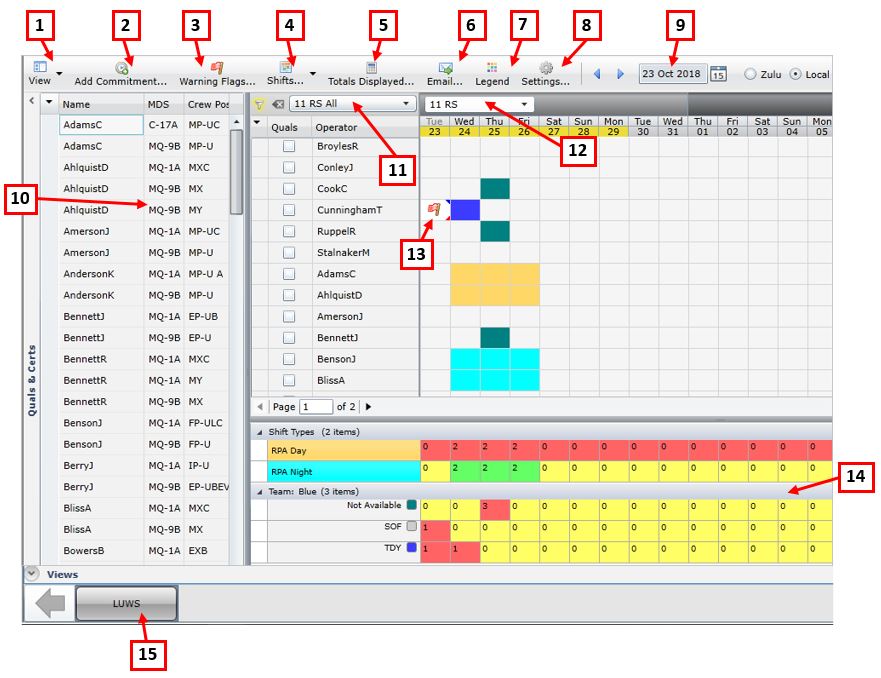 1 2 3 4 5 6 7 8 9
View Add Commitment... Warning Flags... Shifts... Totals Displayed... Email... Legend Settings... 23 Oct 2018 15 Zulu Local
Name MDS Crew Pos
AdamsC C-17A MP-UC
AdamsC MQ-9B MP-U
AhlquistD MQ-1A MXC
AhlquistD MQ-9B MX
AhlquistD MQ-9B MY
AmersonJ MQ-1A MP-UC
AmersonJ MQ-9B MP-U
AndersonK MQ-1A MP-U A
AndersonK MQ-9B MP-U
BennettJ MQ-1A EP-UB
BennettJ MQ-9B EP-U
BennettR MQ-1A MXC
BennettR MQ-1A MY
BennettR MQ-9B MX
BensonJ MQ-1A FP-ULC
BensonJ MQ-9B FP-U
BerryJ MQ-1A IP-U
BerryJ MQ-9B EP-UBEV
BlissA MQ-1A MXC
BlissA MQ-9B MX
BowersB MQ-1A EXB
Quals & Certs
10
11 RS All 11 RS
11 12
Quals Operator
Tue Wed Thu Fri Sat Sun Mon Tue Wed Thu Fri Sat Sun Mon
23 24 25 26 27 28 29 30 31 01 02 03 04 05
BroylesR
ConleyJ
CookC
CunninghamT
13
RuppelR
StalnakerM
AdamsC
AhlquistD
AmersonJ
BennettJ
BensonJ
BlissA
Page 1 of 2
Shift Types (2 items)
RPA Day 0 2 2 2 0 0 0 0 0 0 0 0 0 0
RPA Night 0 2 2 2 0 0 0 0 0 0 0 0 0 0
Team: Blue (3 items)
14
Not Available 0 0 3 0 0 0 0 0 0 0 0 0 0 0
SOF 1 0 0 0 0 0 0 0 0 0 0 0 0 0
TDY 1 1 0 0 0 0 0 0 0 0 0 0 0 0
Views
LUWS
15